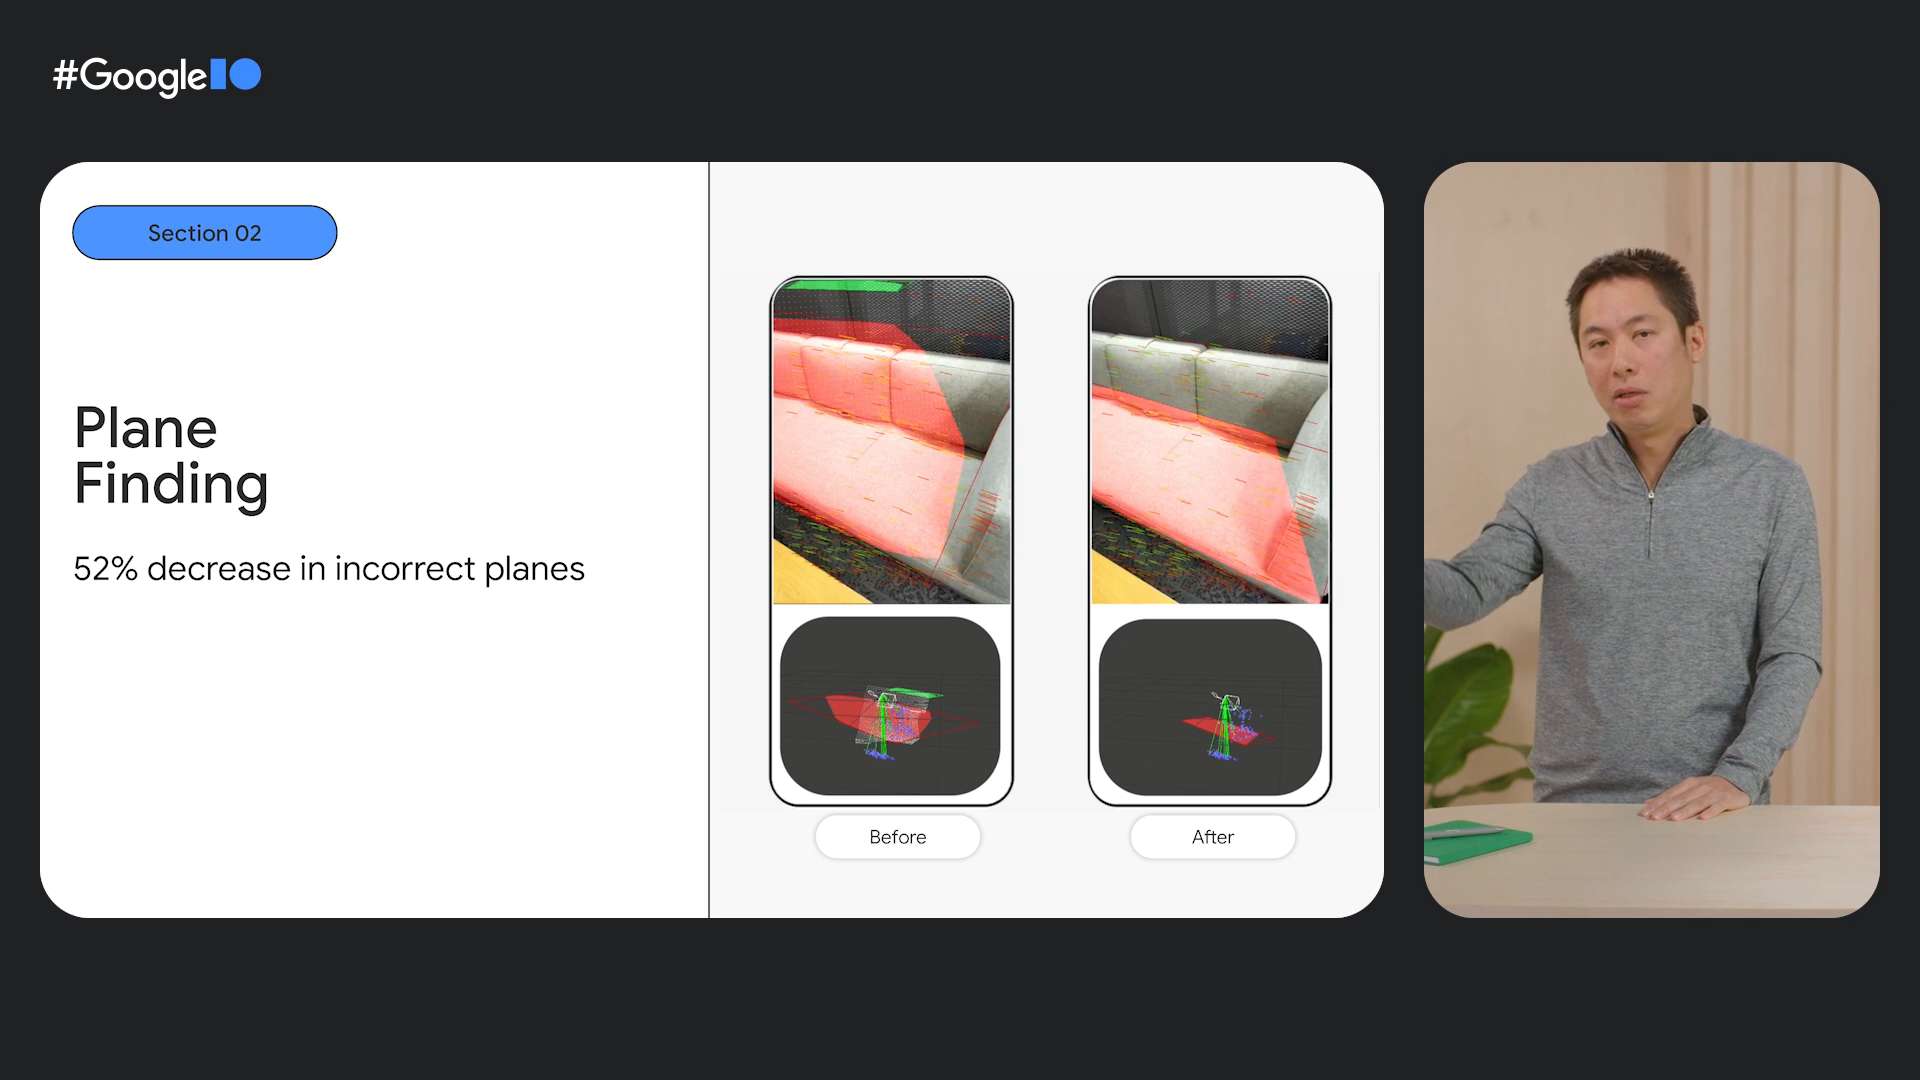 #GoogleIO
Section 02
Plane
Finding
52% decrease in incorrect planes
Before
After